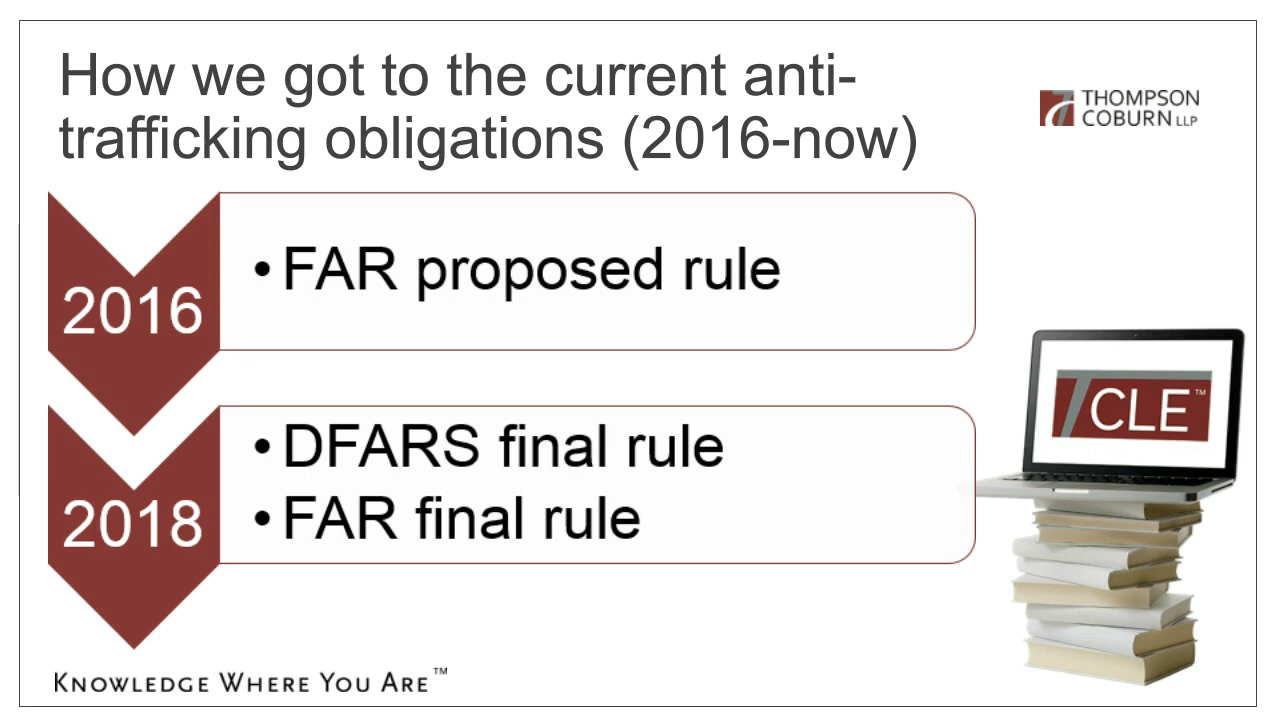 How we got to the current anti-
trafficking obligations (2016-now)
THOMPSON
COBURN LLP
2016
• FAR proposed rule
2018
• DFARS final rule
• FAR final rule
CLE™
KNOWLEDGE WHERE YOU ARE™